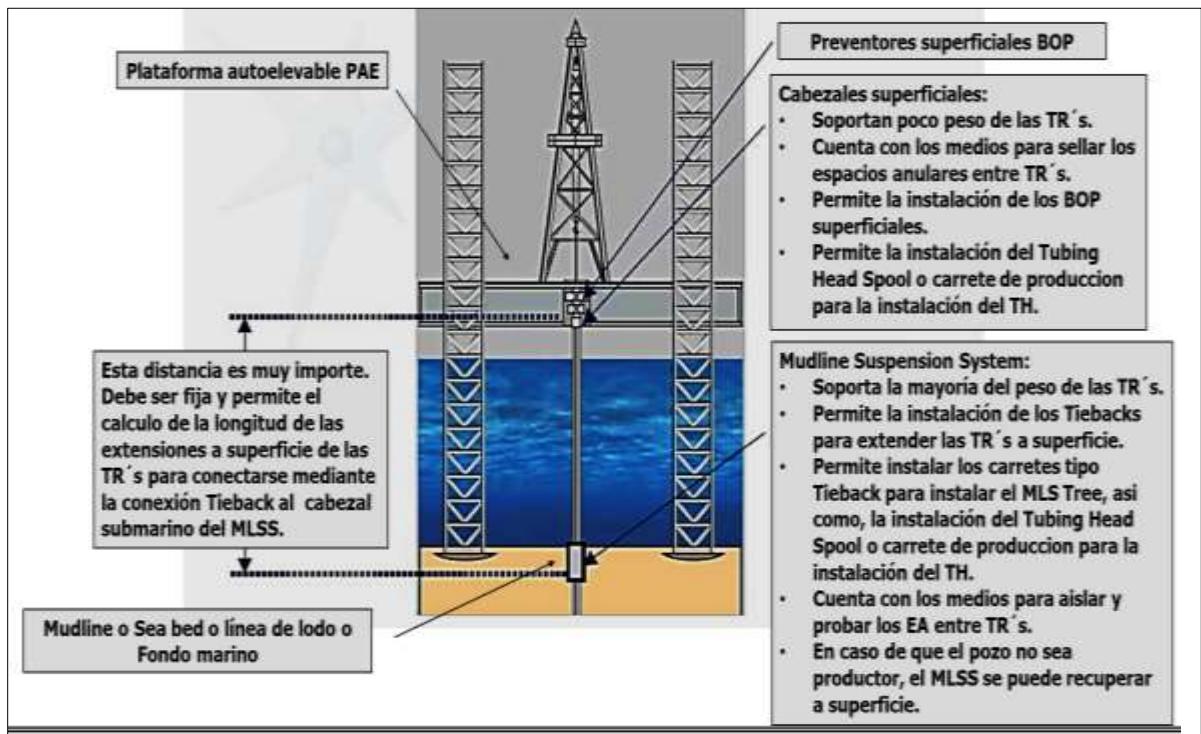 Plataforma autoelevable PAE
Preventores superficiales BOP
Cabezales superficiales:
• Soportan poco peso de las TR´s.
• Cuenta con los medios para sellar los
espacios anulares entre TR´s.
• Permite la instalación de los BOP
superficiales.
• Permite la instalación del Tubing
Head Spool o carrete de produccion
para la instalación del TH.
Esta distancia es muy importe.
Debe ser fija y permite el
calculo de la longitud de las
extensiones a superficie de las
TR´s para conectarse mediante
la conexión Tieback al cabezal
submarino del MLSS.
Mudline Suspension System:
• Soporta la mayoría del peso de las TR´s.
• Permite la instalación de los Tiebacks
para extender las TR´s a superficie.
• Permite instalar los carretes tipo
Tieback para instalar el MLS Tree, asi
como, la instalación del Tubing Head
Spool o carrete de produccion para la
instalación del TH.
• Cuenta con los medios para aislar y
probar los EA entre TR´s.
• En caso de que el pozo no sea
productor, el MLSS se puede recuperar
a superficie.
Mudline o Sea bed o línea de lodo o
Fondo marino